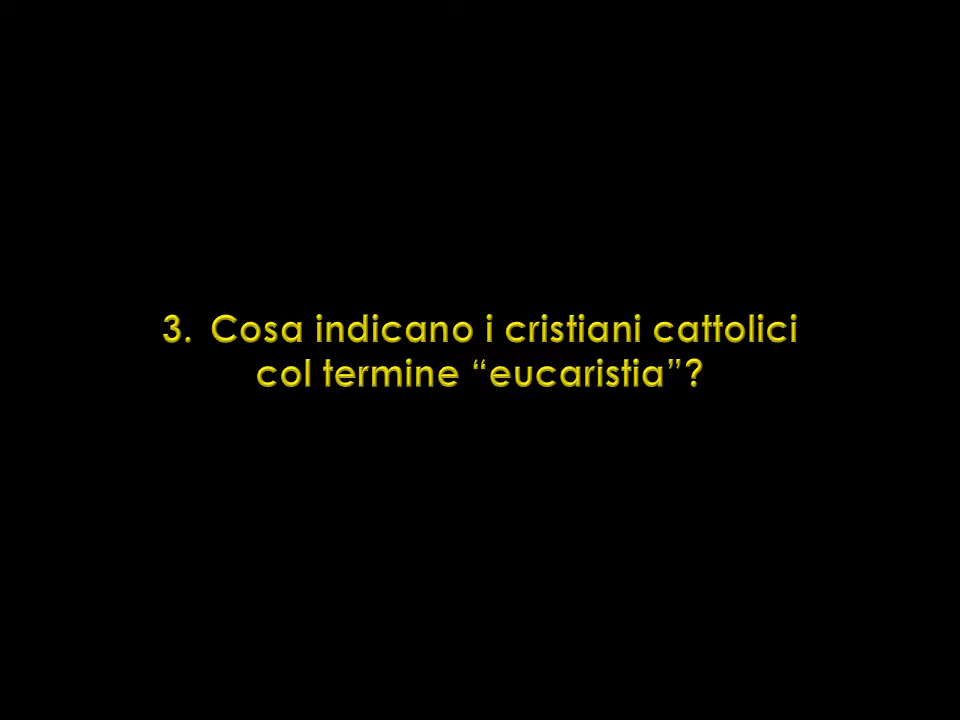 3. Cosa indicano i cristiani cattolici
col termine “eucaristia”?